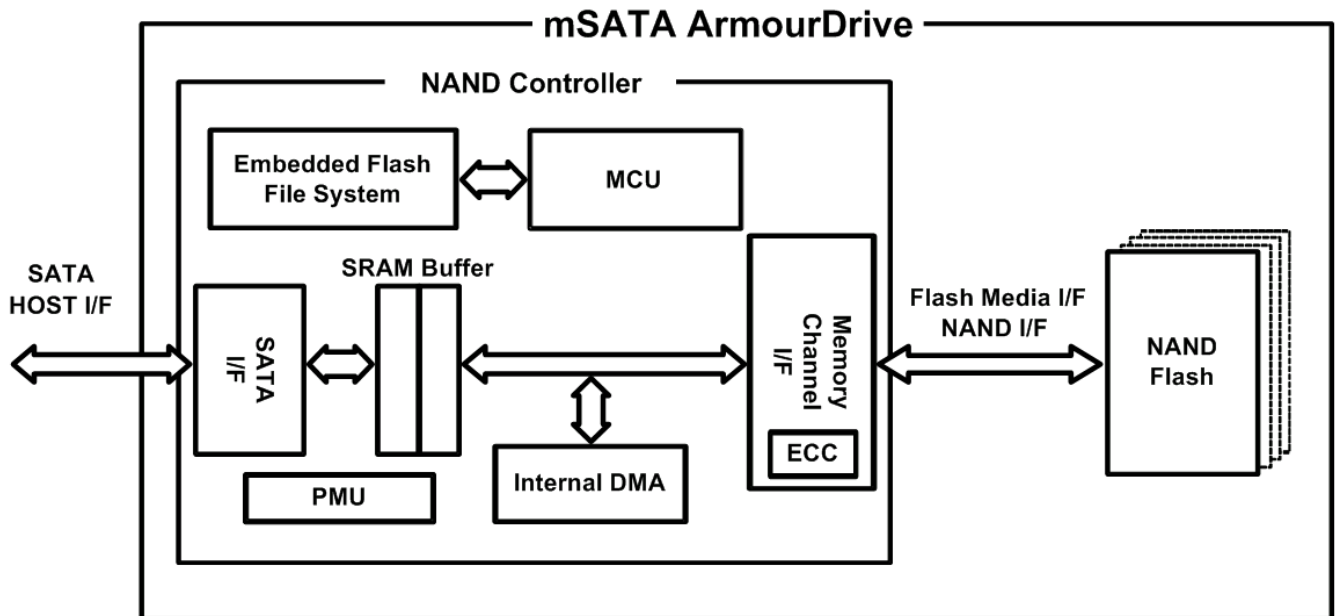 mSATA ArmourDrive
NAND Controller
Embedded Flash
File System
MCU
SRAM Buffer
SATA
HOST I/F
SATA
I/F
Memory
Channel
I/F
ECC
Flash Media I/F
NAND I/F
NAND
Flash
Internal DMA
PMU